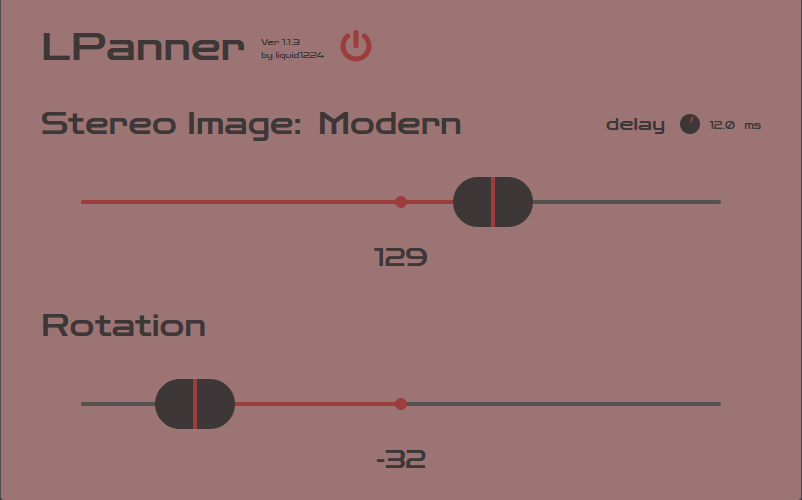 LPanner Ver 1.1.3
by liquid1224
Stereo Image: Modern delay 12.0 ms
129
Rotation
-32